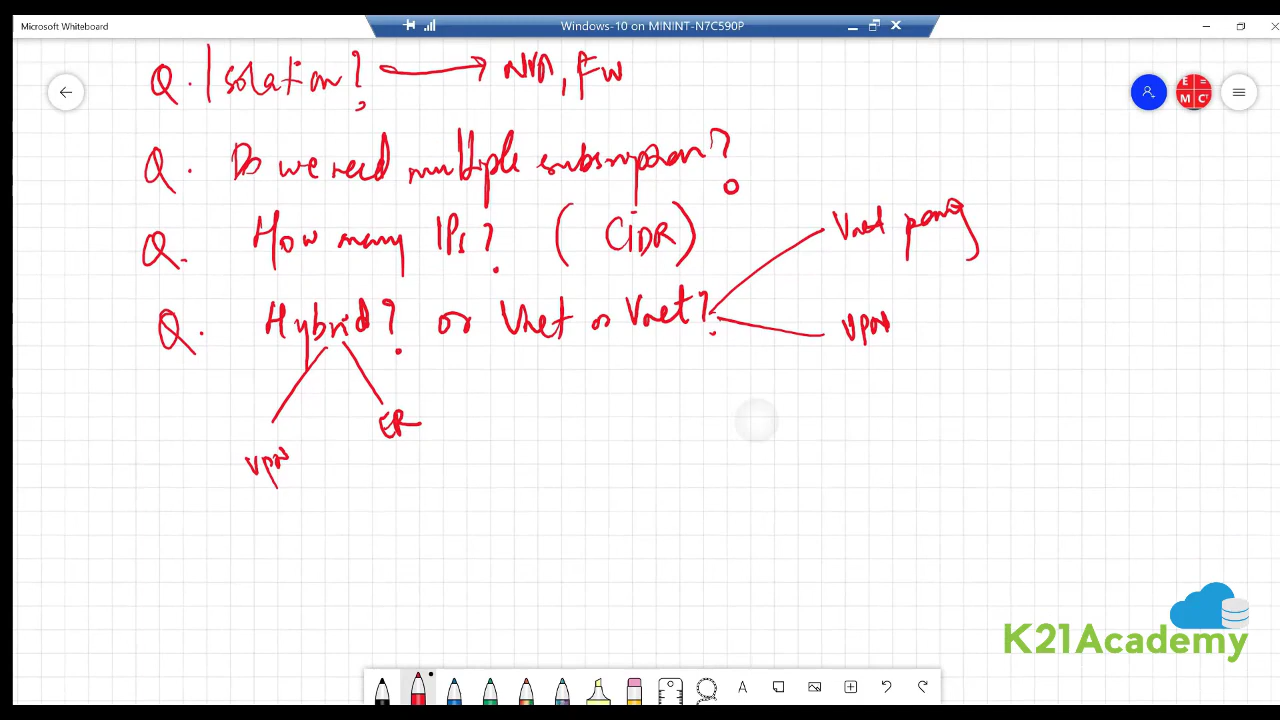 Microsoft Whiteboard
Windows-10 on MININT-N7C590P
Q. Isolation? → NVA, FW
E =
M C²
Q. Do we need multiple subscription?
Q. How many IPs? (CIDR)
Vnet
Q. Hybrid? or Vnet or Vnet?
VPN
ER
VPN
K21Academy
A